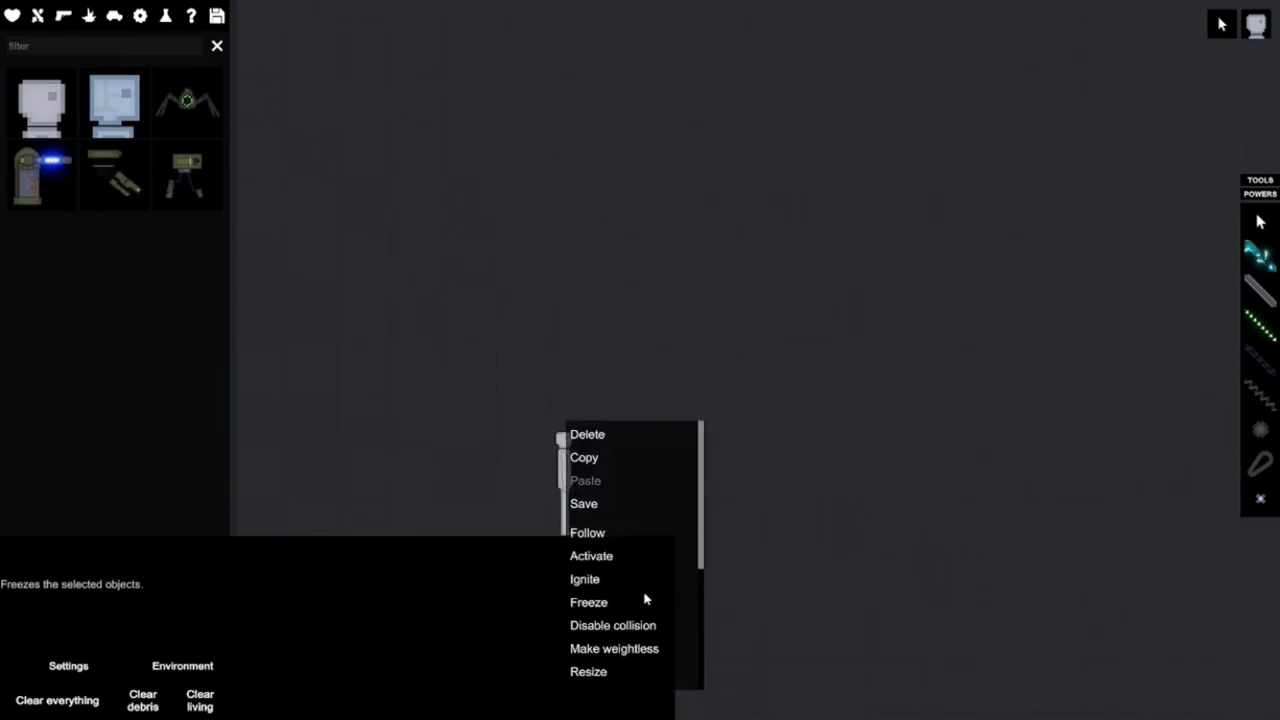 filter
TOOLS
POWERS
Delete
Copy
Paste
Save
Follow
Activate
Ignite
Freeze
Disable collision
Make weightless
Resize
Freezes the selected objects.
Settings
Environment
Clear everything
Clear
debris
Clear
living